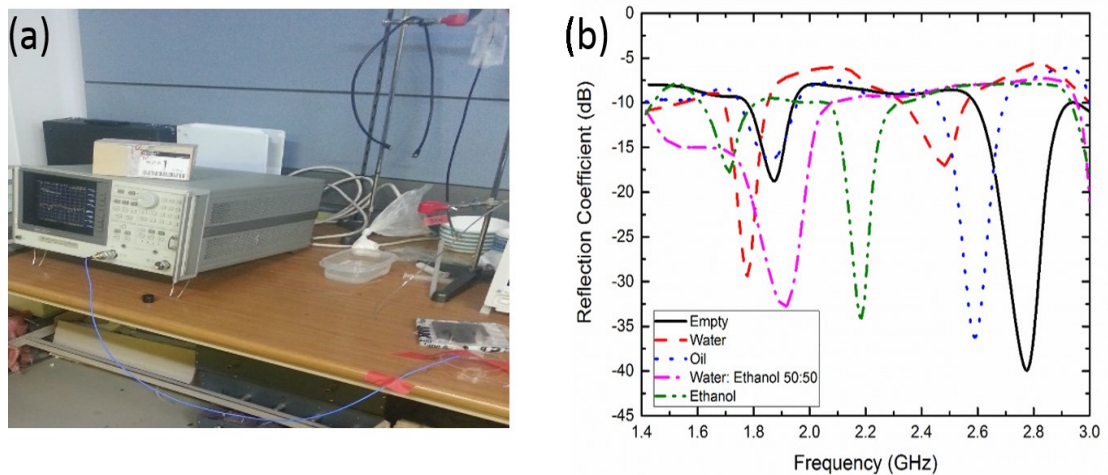 (a)
(b)
Reflection Coefficient (dB)
0
-5
-10
-15
-20
-25
-30
-35
-40
-45
Empty
Water
Oil
Water: Ethanol 50:50
Ethanol
1.4 1.6 1.8 2.0 2.2 2.4 2.6 2.8 3.0
Frequency (GHz)